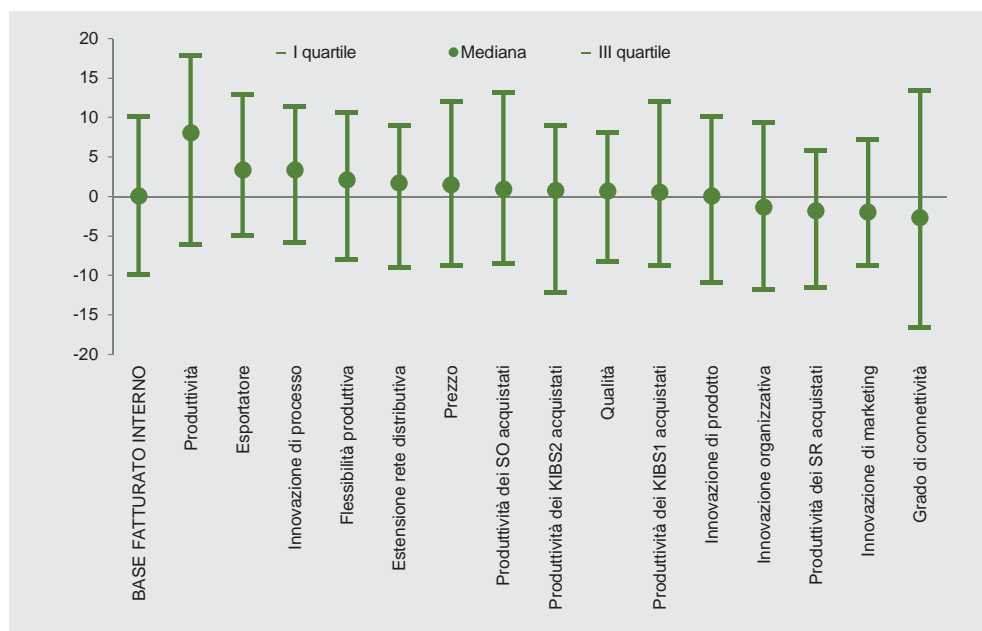 I quartile
Mediana
III quartile
20
15
10
5
0
-5
-10
-15
-20
BASE FATTURATO INTERNO
Produttività
Esportatore
Innovazione di processo
Flessibilità produttiva
Estensione rete distributiva
Prezzo
Produttività dei SO acquistati
Produttività dei KIBS2 acquistati
Qualità
Produttività dei KIBS1 acquistati
Innovazione di prodotto
Innovazione organizzativa
Produttività dei SR acquistati
Innovazione di marketing
Grado di connettività